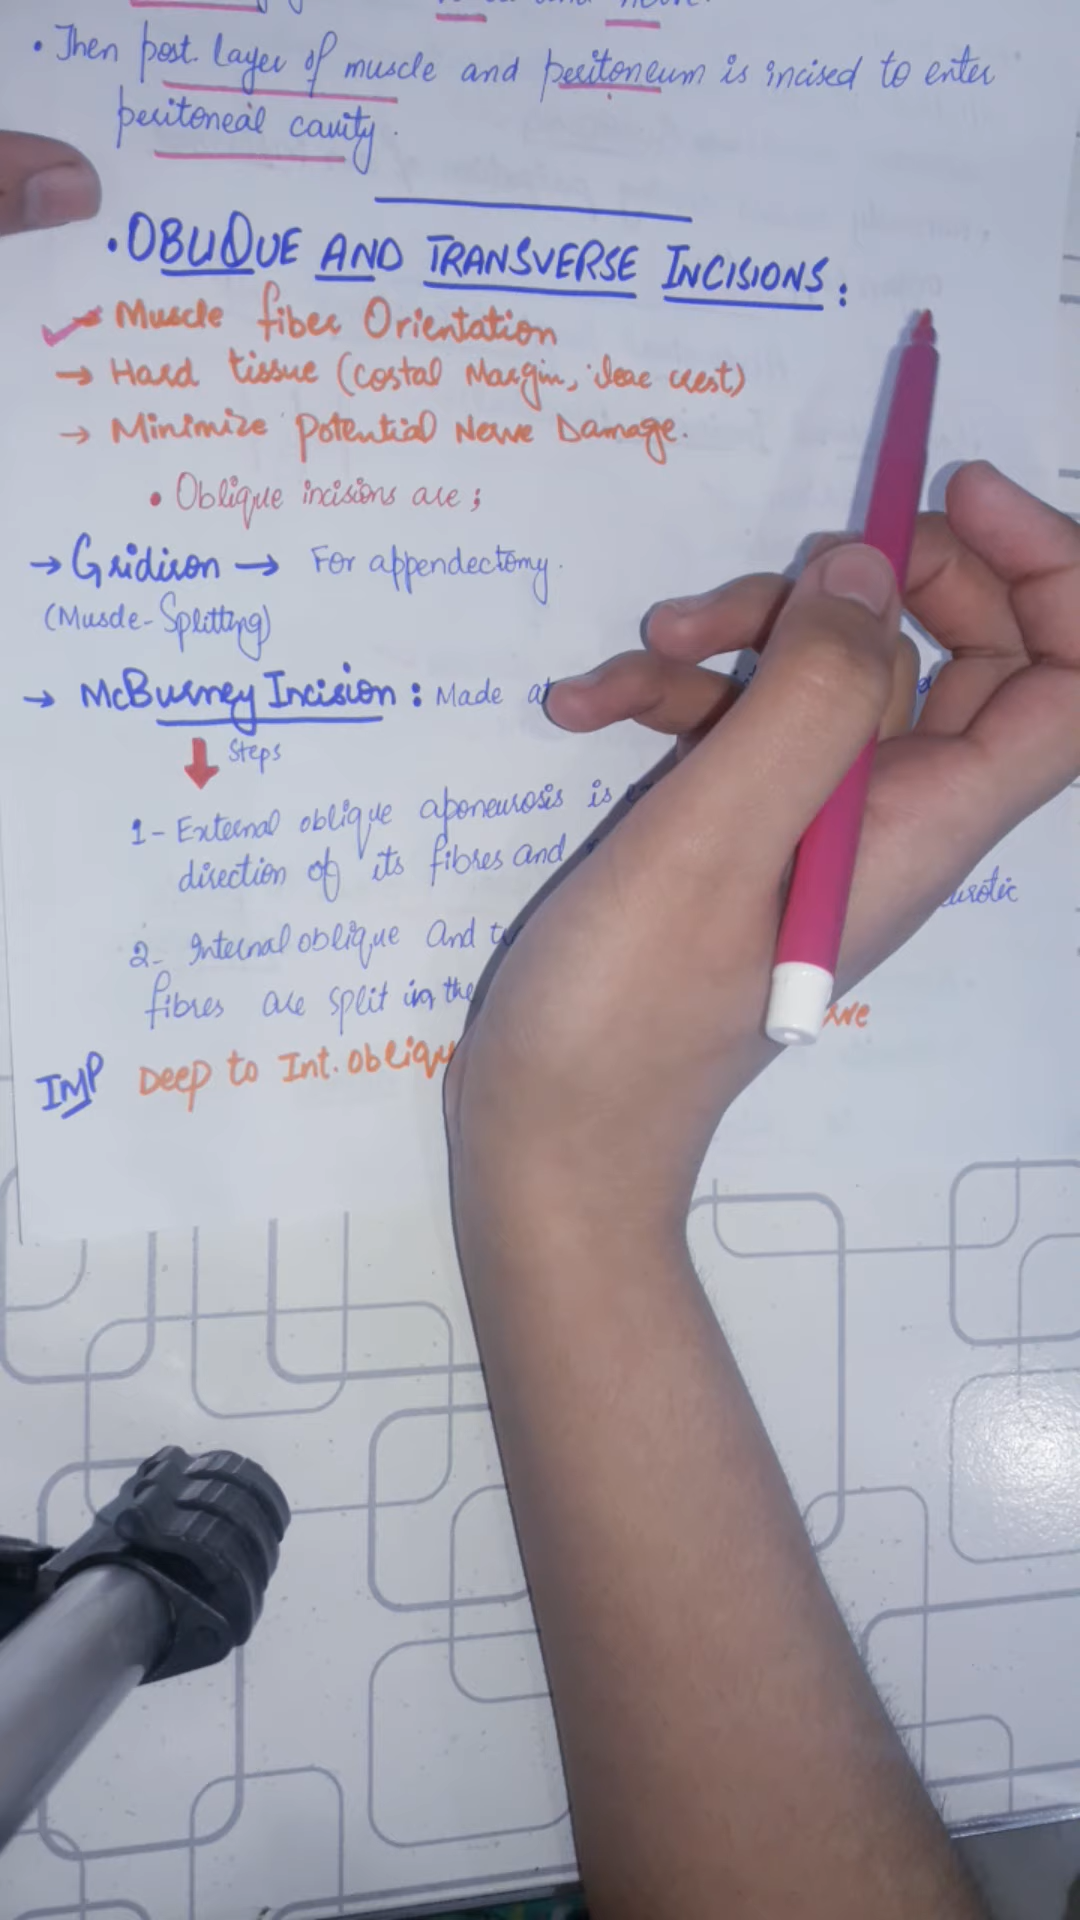 • Then post. layer of muscle and peritoneum is incised to enter
peritoneal cavity.
• OBLIQUE AND TRANSVERSE INCISIONS :
→ Muscle fiber Orientation
→ Hard tissue (Costal Margin, iliac crest)
→ Minimize Potential Nerve Damage.
• Oblique incisions are ;
→ Gridiron → For appendectomy.
(Muscle-Splitting)
→ McBurney Incision : Made at
Steps
1- External oblique aponeurosis is
direction of its fibres and
2- Internal oblique and
fibres are split in the
IMP Deep to Int. oblique